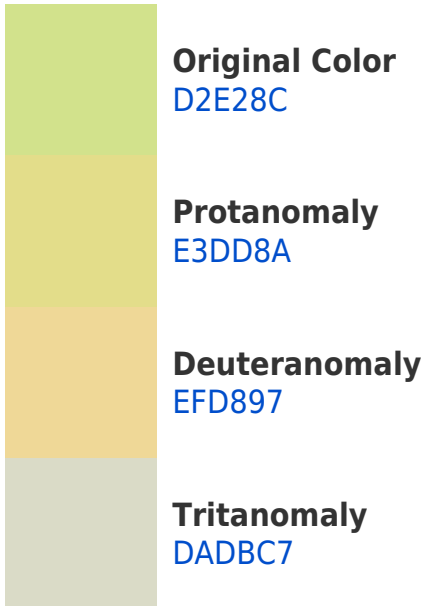 Original Color
D2E28C
Protanomaly
E3DD8A
Deuteranomaly
EFD897
Tritanomaly
DADBC7